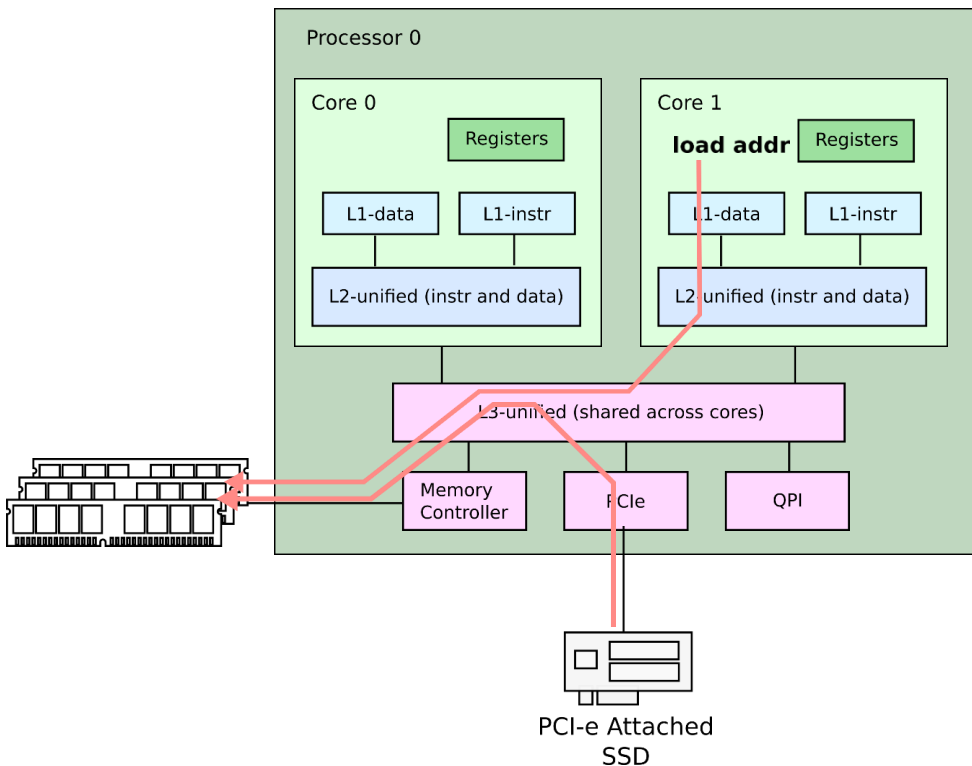 Processor 0
Core 0
Registers
L1-data
L1-instr
L2-unified (instr and data)
Core 1
load addr
Registers
L1-data
L1-instr
L2-unified (instr and data)
L3-unified (shared across cores)
Memory
Controller
PCIe
QPI
PCI-e Attached
SSD